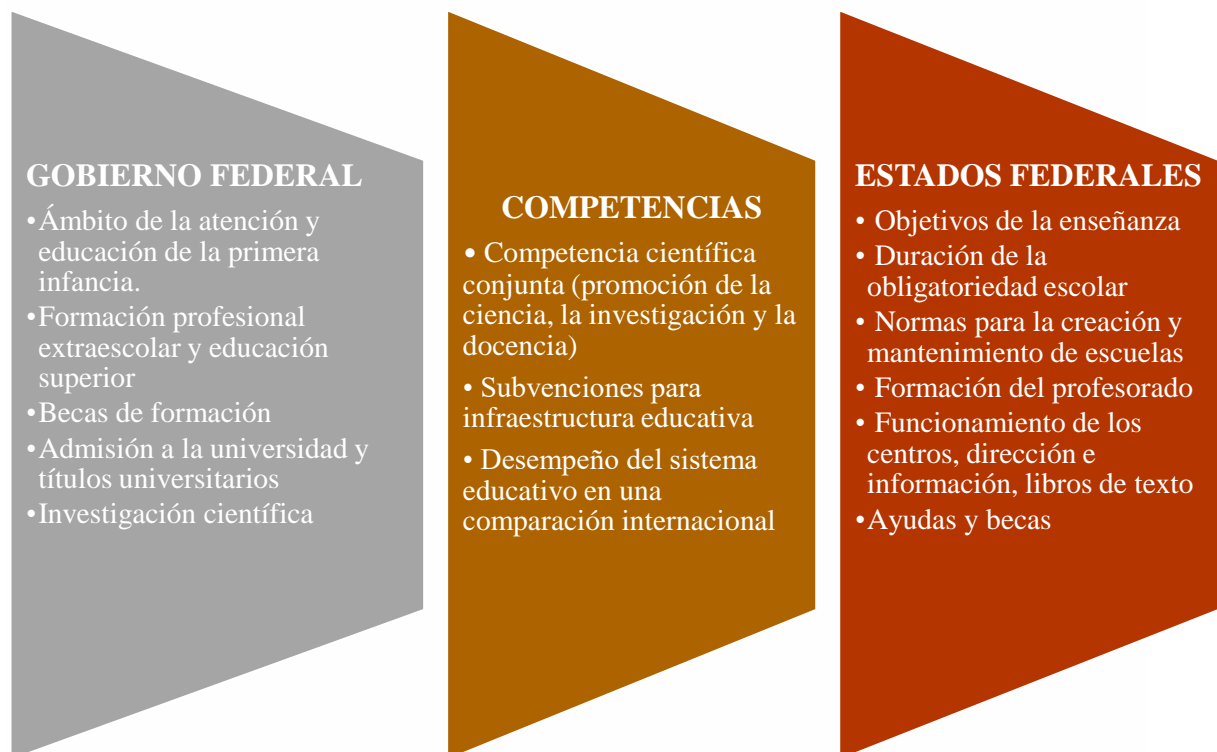 GOBIERNO FEDERAL
•Ámbito de la atención y
educación de la primera
infancia.
•Formación profesional
extraescolar y educación
superior
•Becas de formación
•Admisión a la universidad y
títulos universitarios
•Investigación científica
COMPETENCIAS
• Competencia científica
conjunta (promoción de la
ciencia, la investigación y la
docencia)
• Subvenciones para
infraestructura educativa
• Desempeño del sistema
educativo en una
comparación internacional
ESTADOS FEDERALES
• Objetivos de la enseñanza
• Duración de la
obligatoriedad escolar
• Normas para la creación y
mantenimiento de escuelas
• Formación del profesorado
• Funcionamiento de los
centros, dirección e
información, libros de texto
•Ayudas y becas